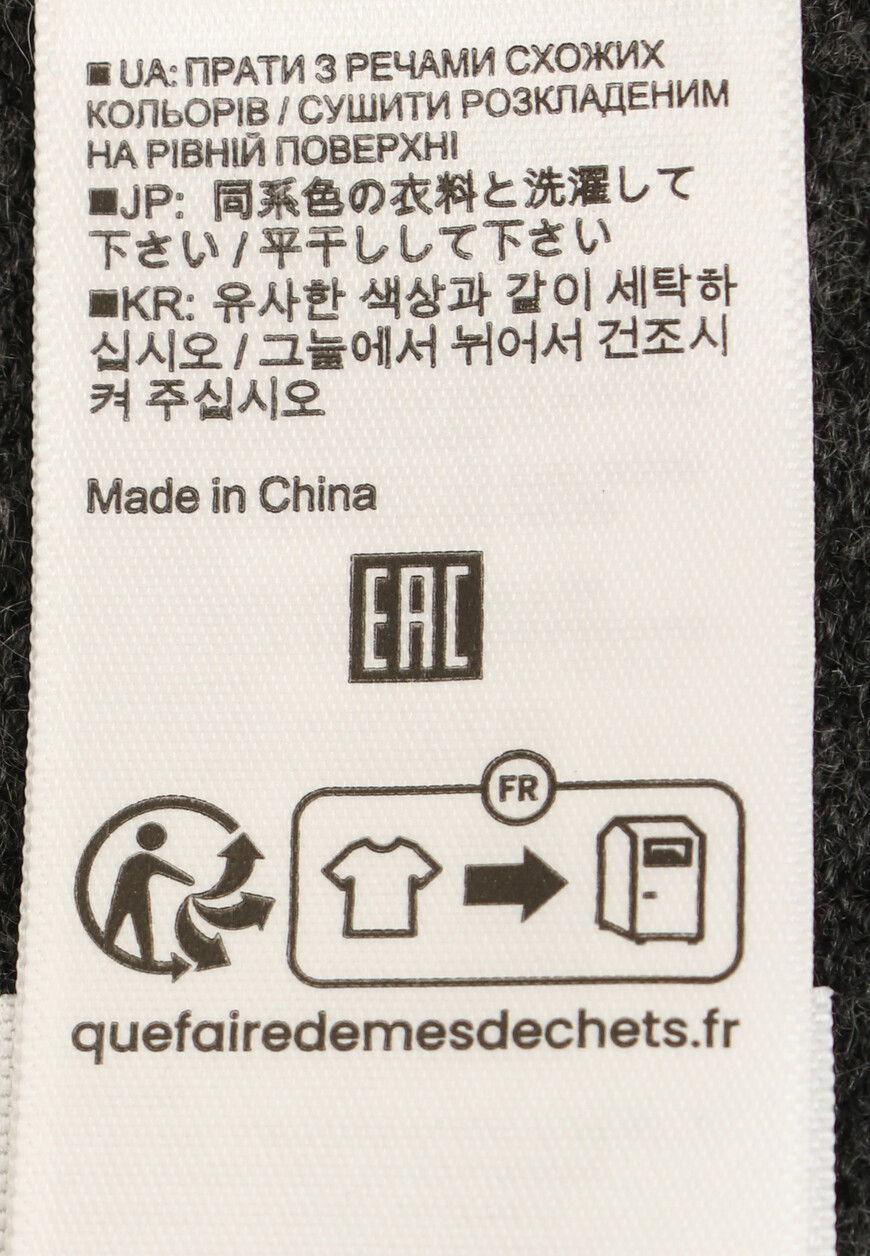 ■ UA: ПРАТИ З РЕЧАМИ СХОЖИХ
КОЛЬОРІВ / СУШИТИ РОЗКЛАДЕНИМ
НА РІВНІЙ ПОВЕРХНІ
■JP: 同系色の衣料と洗濯して
下さい / 平干ししして下さい
■KR: 유사한 색상과 같이 세탁하
십시오 / 그늘에서 뉘어서 건조시
켜 주십시오
Made in China
EAC
FR
quefairedemesdechets.fr